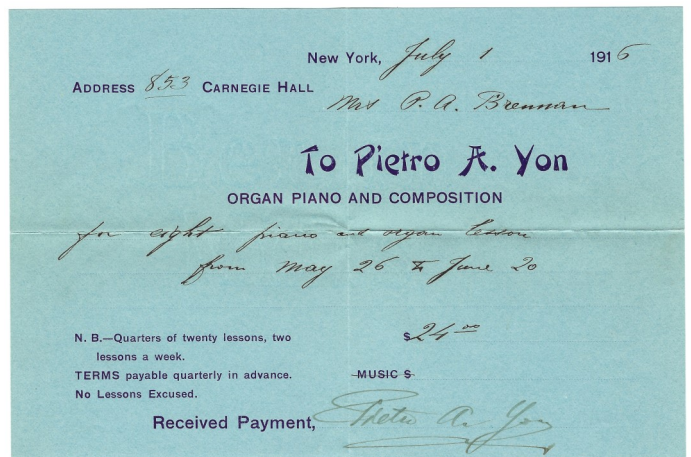 New York, July 1 1916
ADDRESS 853 CARNEGIE HALL
Mrs P. A. Brennan
To Pietro A. Yon
ORGAN PIANO AND COMPOSITION
for eight piano and organ lesson
from May 26 to June 20
N. B.—Quarters of twenty lessons, two
lessons a week.
$24 00
TERMS payable quarterly in advance.
MUSIC $
No Lessons Excused.
Received Payment, Pietro A. Yon